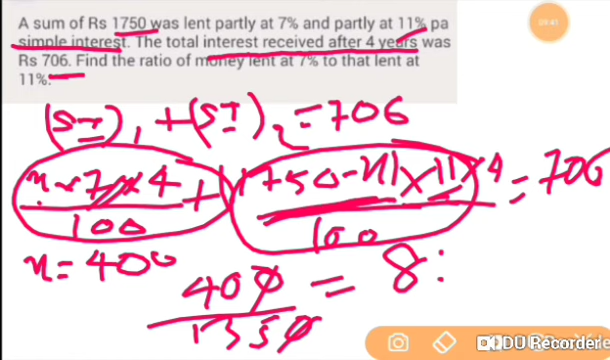 A sum of Rs 1750 was lent partly at 7% and partly at 11% pa
simple interest. The total interest received after 4 years was
Rs 706. Find the ratio of money lent at 7% to that lent at
11%.
(SI)₁ + (SI)₂ = 706
x × 7 × 4 / 100 + (1750 - x) × 11 × 4 / 100 = 706
x = 400
400 / 1350 = 8:
DU Recorder